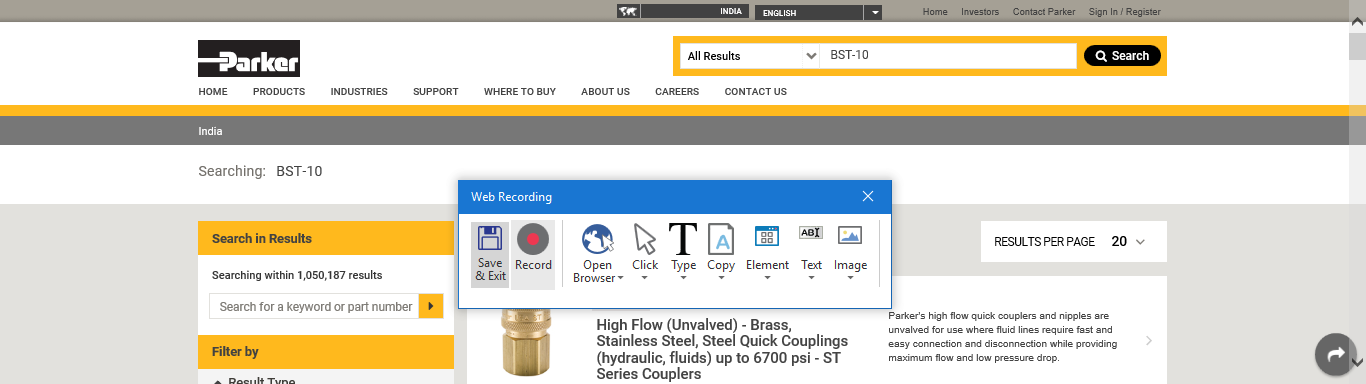 INDIA
ENGLISH
Home Investors Contact Parker Sign In / Register
Parker
All Results
BST-10
Search
HOME PRODUCTS INDUSTRIES SUPPORT WHERE TO BUY ABOUT US CAREERS CONTACT US
India
Searching: BST-10
Web Recording
Save
& Exit
Record
Open
Browser
Click
Type
Copy
Element
Text
Image
ABI
Search in Results
Searching within 1,050,187 results
Search for a keyword or part number
Filter by
Result Type
RESULTS PER PAGE 20
High Flow (Unvalved) - Brass,
Stainless Steel, Steel Quick Couplings
(hydraulic, fluids) up to 6700 psi - ST
Series Couplers
Parker's high flow quick couplers and nipples are
unvalved for use where fluid lines require fast and
easy connection and disconnection while providing
maximum flow and low pressure drop.